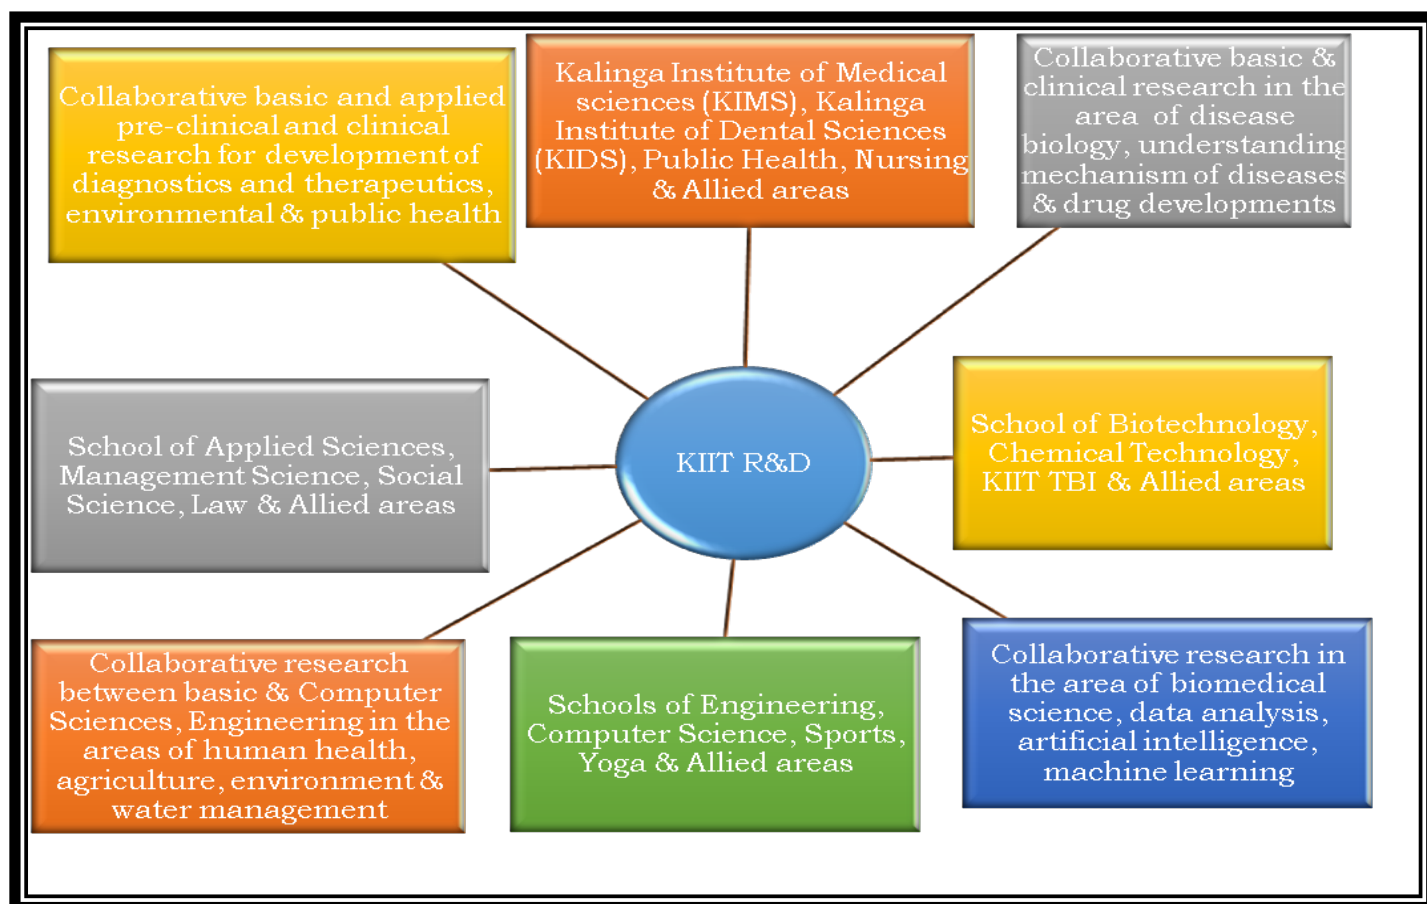 Collaborative basic and applied
pre-clinical and clinical
research for development of
diagnostics and therapeutics,
environmental & public health
Kalinga Institute of Medical
sciences (KIMS), Kalinga
Institute of Dental Sciences
(KIDS), Public Health, Nursing
& Allied areas
Collaborative basic &
clinical research in the
area of disease
biology, understanding
mechanism of diseases
& drug developments
School of Applied Sciences,
Management Science, Social
Science, Law & Allied areas
KIIT R&D
School of Biotechnology,
Chemical Technology,
KIIT TBI & Allied areas
Collaborative research
between basic & Computer
Sciences, Engineering in the
areas of human health,
agriculture, environment &
water management
Schools of Engineering,
Computer Science, Sports,
Yoga & Allied areas
Collaborative research in
the area of biomedical
science, data analysis,
artificial intelligence,
machine learning